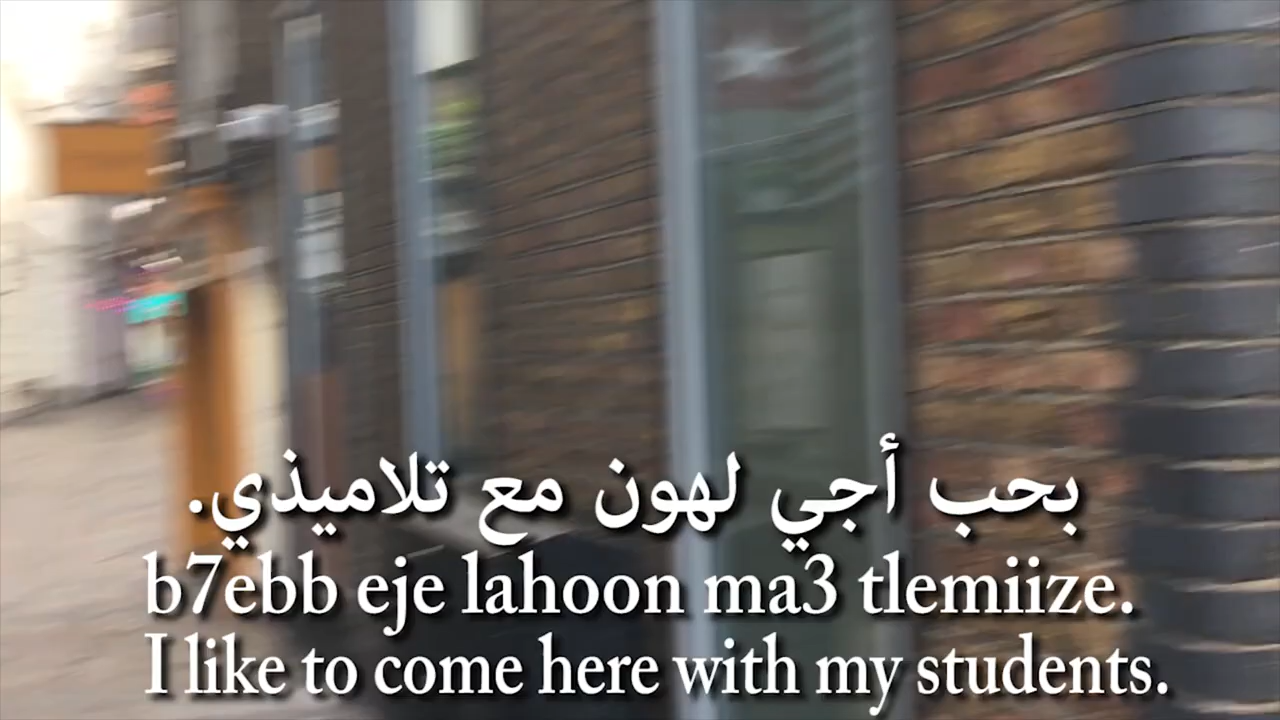 بحب أجي لهون مع تلاميذي.
b7ebb eje lahoon ma3 tlemiize.
I like to come here with my students.